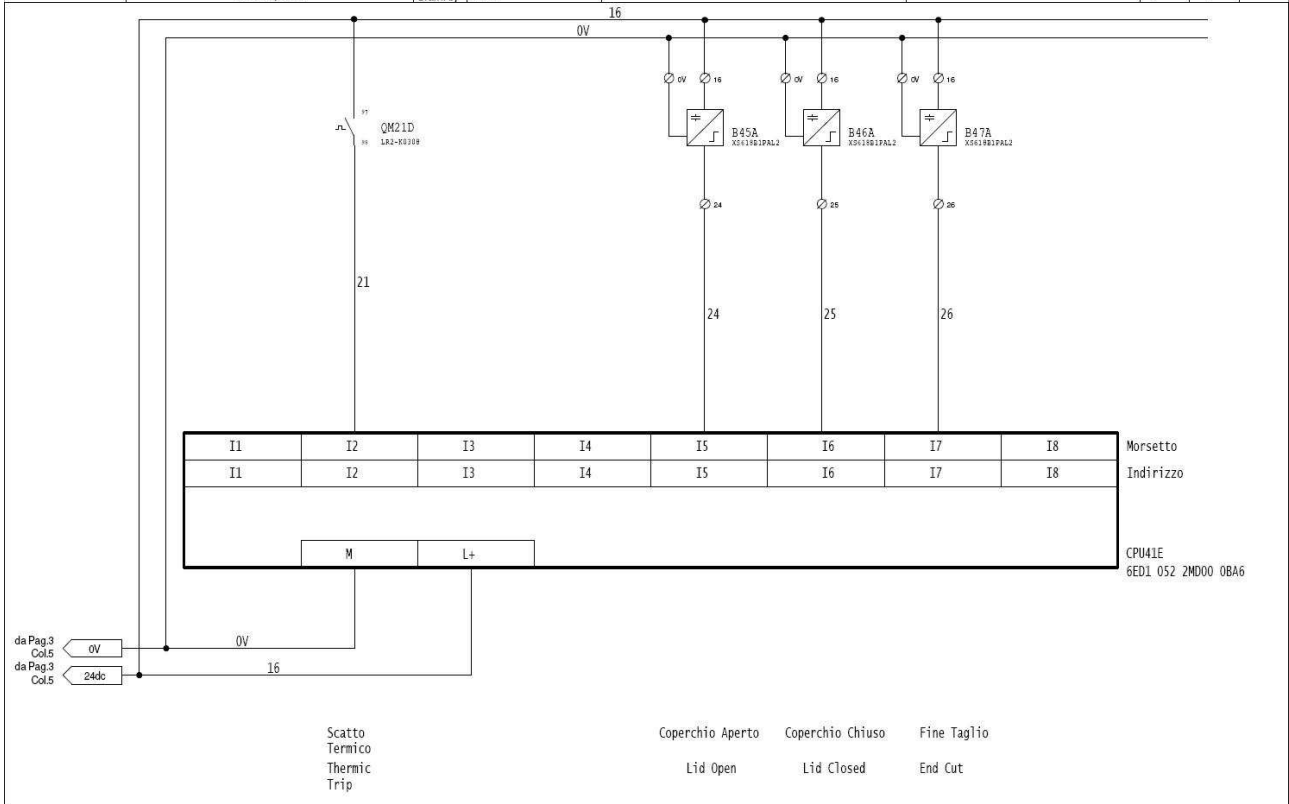 16
0V
0V 16 0V 16 0V 16
97
QM21D
LR2-K0308
B45A
XS618B1PAL2
B46A
XS618B1PAL2
B47A
XS618B1PAL2
24 25 26
21
24 25 26
I1 I2 I3 I4 I5 I6 I7 I8 Morsetto
I1 I2 I3 I4 I5 I6 I7 I8 Indirizzo
M L+
CPU41E
6ED1 052 2MD00 0BA6
da Pag.3
Col.5
0V
0V
da Pag.3
Col.5
24dc
16
Scatto
Termico
Thermic
Trip
Coperchio Aperto
Lid Open
Coperchio Chiuso
Lid Closed
Fine Taglio
End Cut